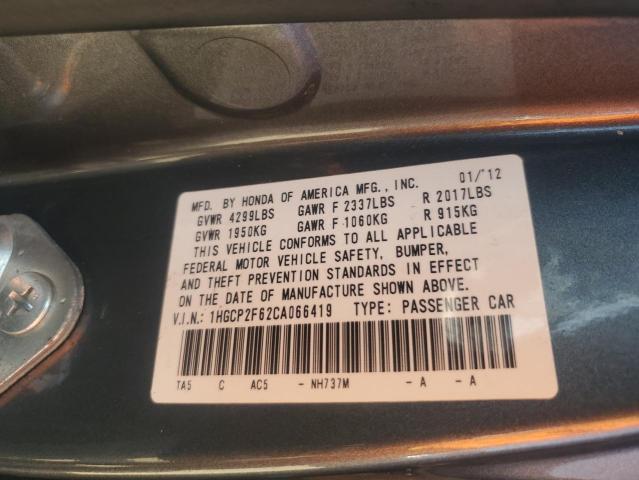 MFD. BY HONDA OF AMERICA MFG., INC. 01/'12
GVWR 4299LBS GAWR F 2337LBS R 2017LBS
GVWR 1950KG GAWR F 1060KG R 915KG
THIS VEHICLE CONFORMS TO ALL APPLICABLE
FEDERAL MOTOR VEHICLE SAFETY, BUMPER,
AND THEFT PREVENTION STANDARDS IN EFFECT
ON THE DATE OF MANUFACTURE SHOWN ABOVE.
V.I.N.: 1HGCP2F62CA066419 TYPE: PASSENGER CAR
TA5 C AC5 - NH737M - A - A